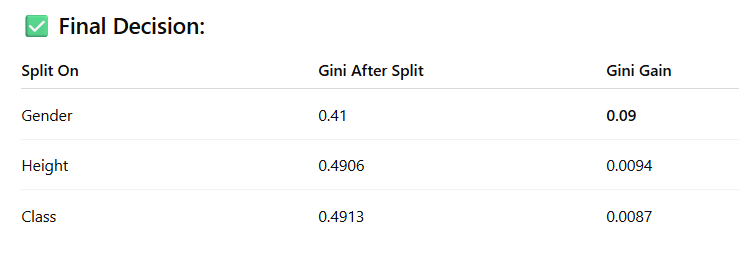 ✅ Final Decision:
Split On Gini After Split Gini Gain
Gender 0.41 0.09
Height 0.4906 0.0094
Class 0.4913 0.0087